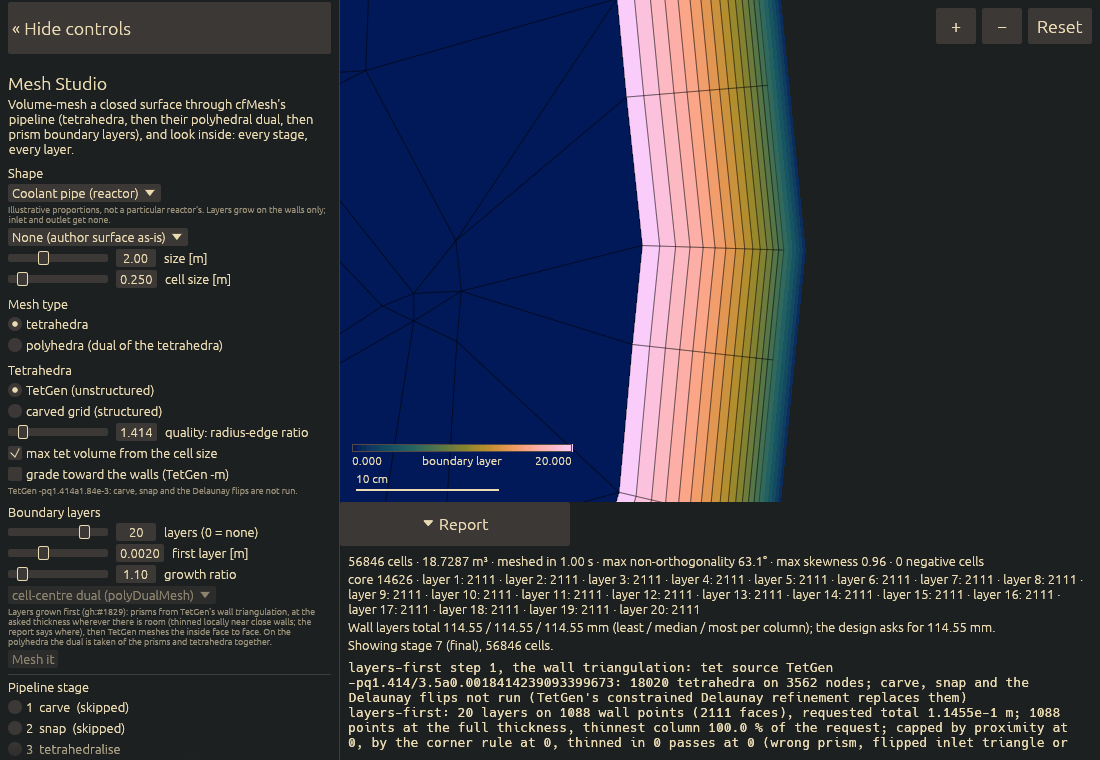 « Hide controls
+
−
Reset
Mesh Studio
Volume-mesh a closed surface through cfMesh's
pipeline (tetrahedra, then their polyhedral dual, then
prism boundary layers), and look inside: every stage,
every layer.
Shape
Coolant pipe (reactor)
Illustrative proportions, not a particular reactor's. Layers grow on the walls only;
inlet and outlet get none.
None (author surface as-is)
2.00 size [m]
0.250 cell size [m]
Mesh type
tetrahedra
polyhedra (dual of the tetrahedra)
Tetrahedra
TetGen (unstructured)
carved grid (structured)
1.414 quality: radius-edge ratio
max tet volume from the cell size
grade toward the walls (TetGen -m)
TetGen -pq1.414a1.84e-3: carve, snap and the Delaunay flips are not run.
Boundary layers
20 layers (0 = none)
0.0020 first layer [m]
1.10 growth ratio
cell-centre dual (polyDualMesh)
Layers grown first (gh:#1829): prisms from TetGen's wall triangulation, at the
asked thickness wherever there is room (thinned locally near close walls; the
report says where), then TetGen meshes the inside face to face. On the
polyhedra the dual is taken of the prisms and tetrahedra together.
Mesh it
Pipeline stage
1 carve (skipped)
2 snap (skipped)
3 tetrahedralise
0.000 boundary layer 20.000
10 cm
Report
56846 cells · 18.7287 m³ · meshed in 1.00 s · max non-orthogonality 63.1° · max skewness 0.96 · 0 negative cells
core 14626 · layer 1: 2111 · layer 2: 2111 · layer 3: 2111 · layer 4: 2111 · layer 5: 2111 · layer 6: 2111 · layer 7: 2111 · layer 8: 2111 ·
layer 9: 2111 · layer 10: 2111 · layer 11: 2111 · layer 12: 2111 · layer 13: 2111 · layer 14: 2111 · layer 15: 2111 · layer 16: 2111 ·
layer 17: 2111 · layer 18: 2111 · layer 19: 2111 · layer 20: 2111
Wall layers total 114.55 / 114.55 / 114.55 mm (least / median / most per column); the design asks for 114.55 mm.
Showing stage 7 (final), 56846 cells.
layers-first step 1, the wall triangulation: tet source TetGen
-pq1.414/3.5a0.0018414239093399673: 18020 tetrahedra on 3562 nodes; carve, snap and the
Delaunay flips not run (TetGen's constrained Delaunay refinement replaces them)
layers-first: 20 layers on 1088 wall points (2111 faces), requested total 1.1455e-1 m; 1088
points at the full thickness, thinnest column 100.0 % of the request; capped by proximity at
0, by the corner rule at 0, thinned in 0 passes at 0 (wrong prism, flipped inlet triangle or